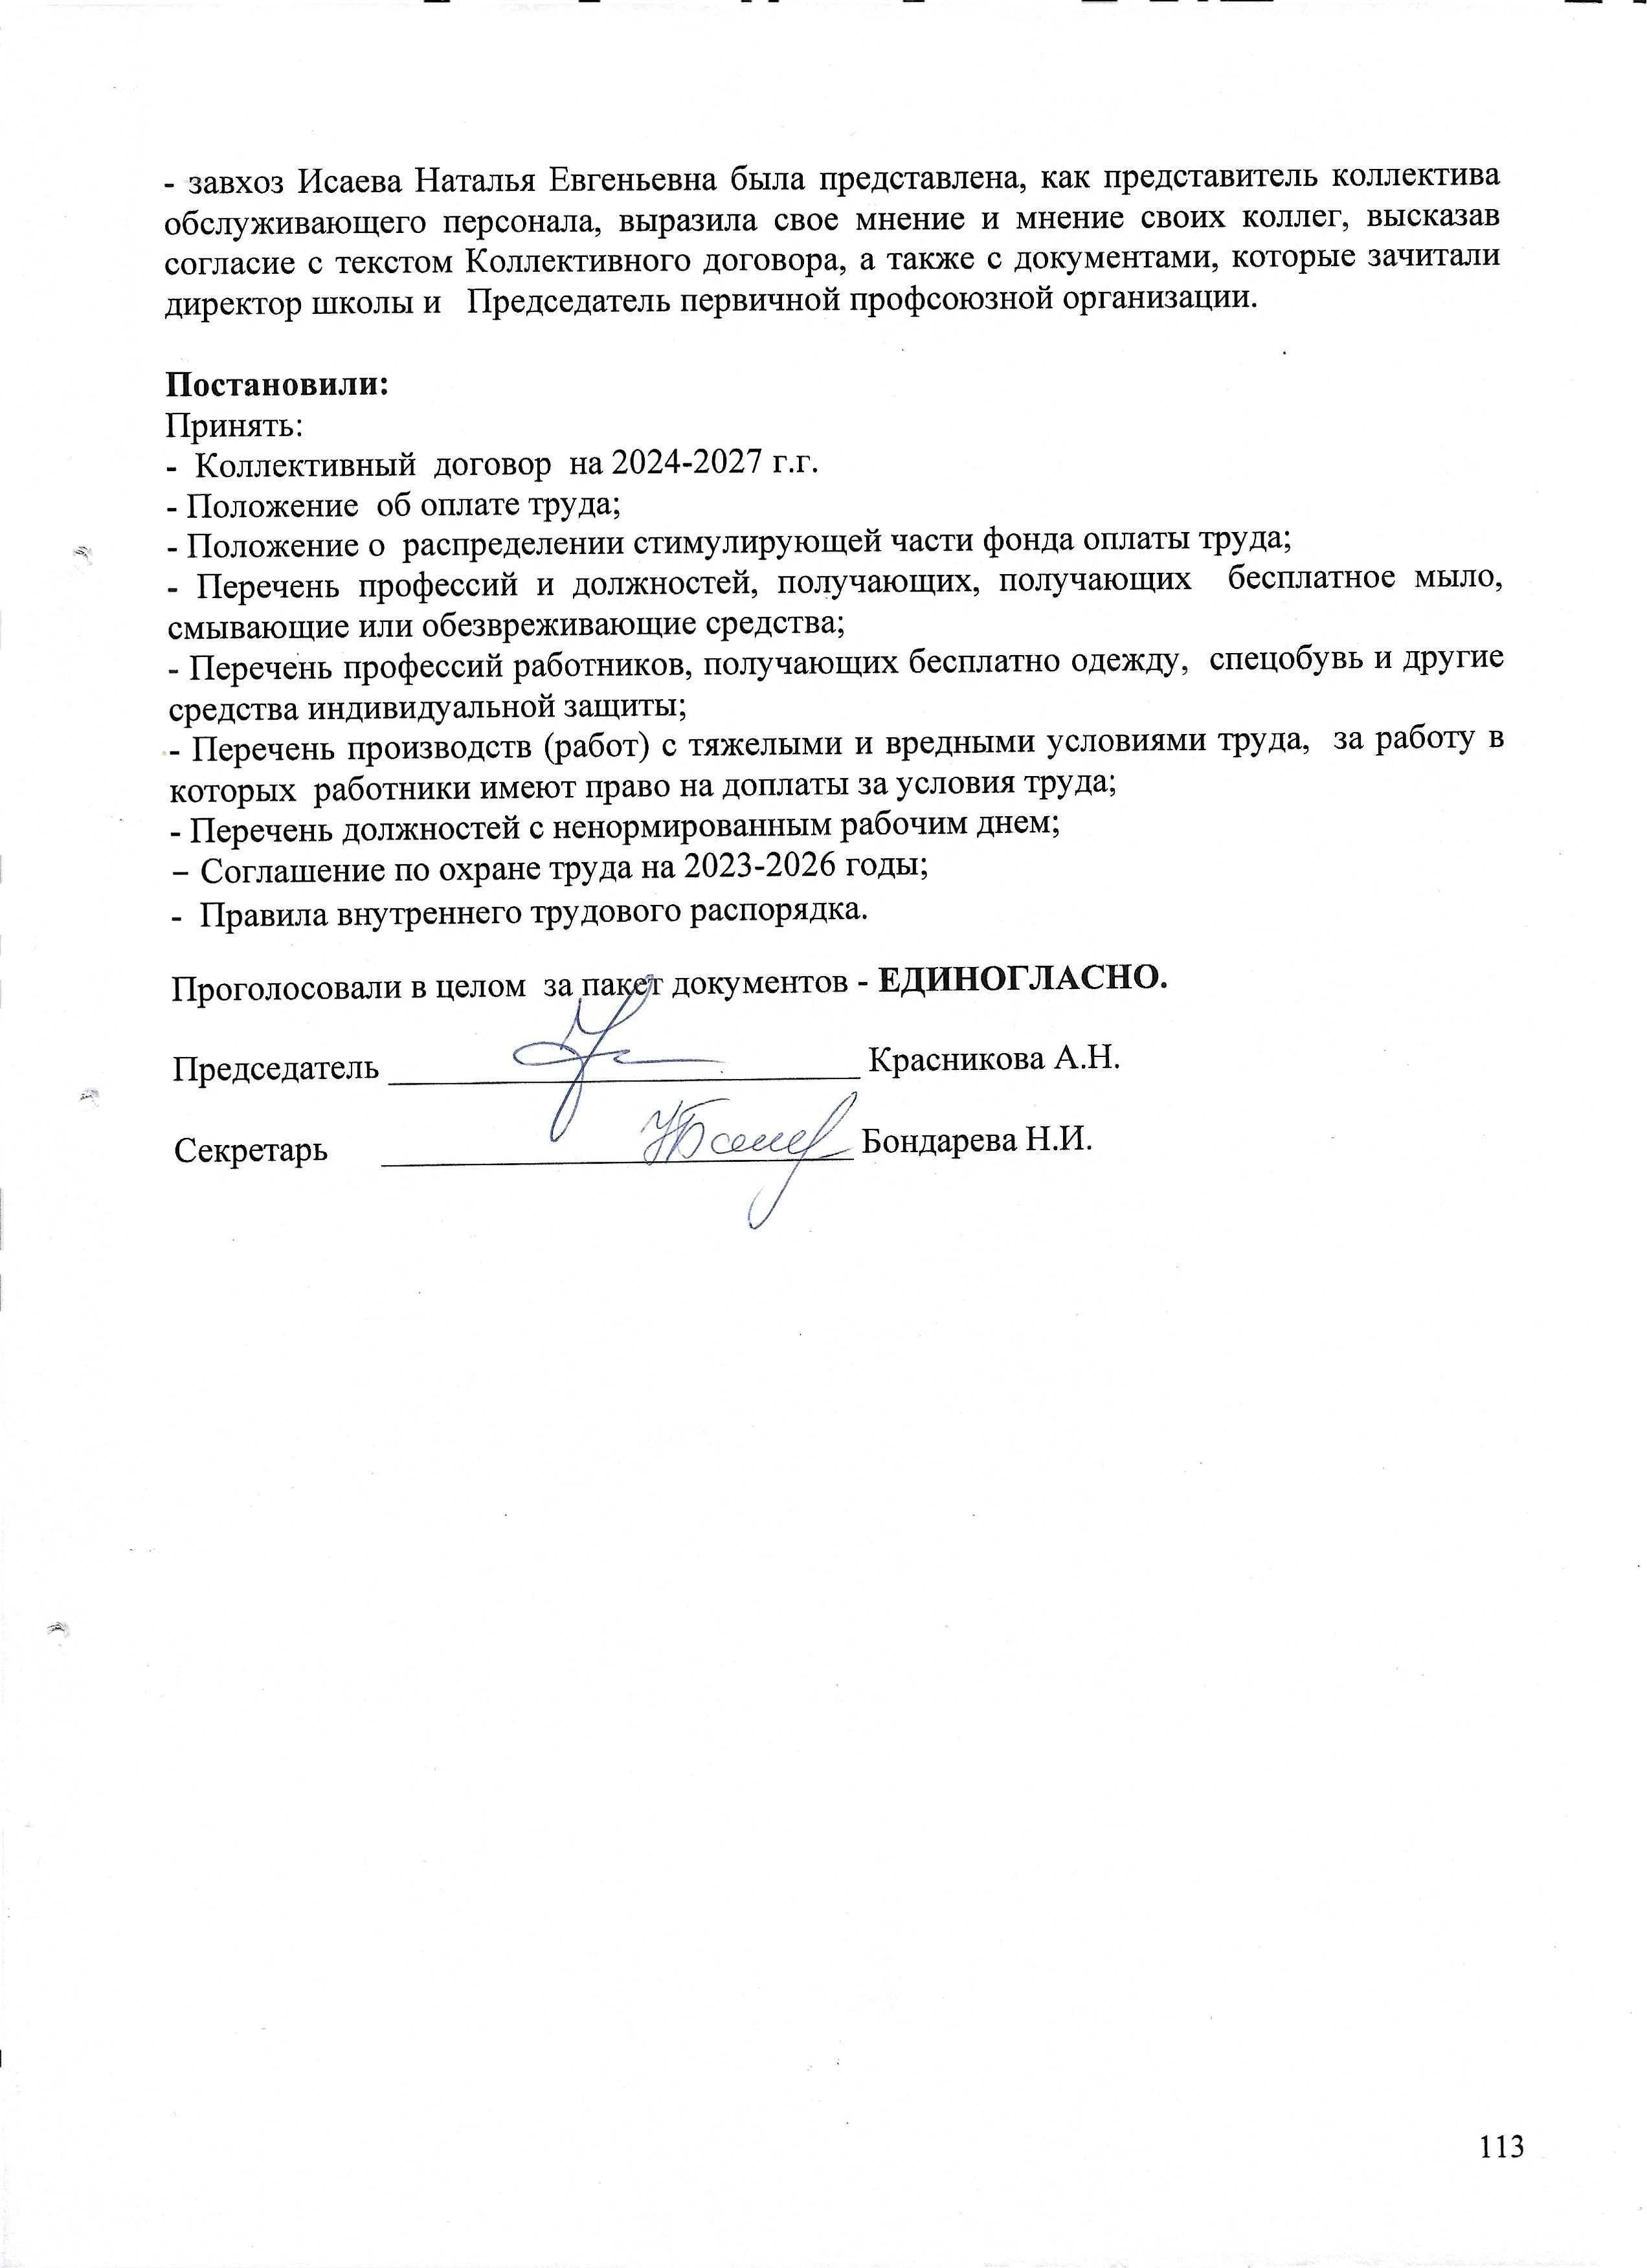 - завхоз Исаева Наталья Евгеньевна была представлена, как представитель коллектива
обслуживающего персонала, выразила свое мнение и мнение своих коллег, высказав
согласие с текстом Коллективного договора, а также с документами, которые зачитали
директор школы и Председатель первичной профсоюзной организации.
Постановили:
Принять:
- Коллективный договор на 2024-2027 г.г.
- Положение об оплате труда;
- Положение о распределении стимулирующей части фонда оплаты труда;
- Перечень профессий и должностей, получающих, получающих бесплатное мыло,
смывающие или обезвреживающие средства;
- Перечень профессий работников, получающих бесплатно одежду, спецобувь и другие
средства индивидуальной защиты;
- Перечень производств (работ) с тяжелыми и вредными условиями труда, за работу в
которых работники имеют право на доплаты за условия труда;
- Перечень должностей с ненормированным рабочим днем;
– Соглашение по охране труда на 2023-2026 годы;
- Правила внутреннего трудового распорядка.
Проголосовали в целом за пакет документов - ЕДИНОГЛАСНО.
Председатель Красникова А.Н.
Секретарь Бондарева Н.И.
113